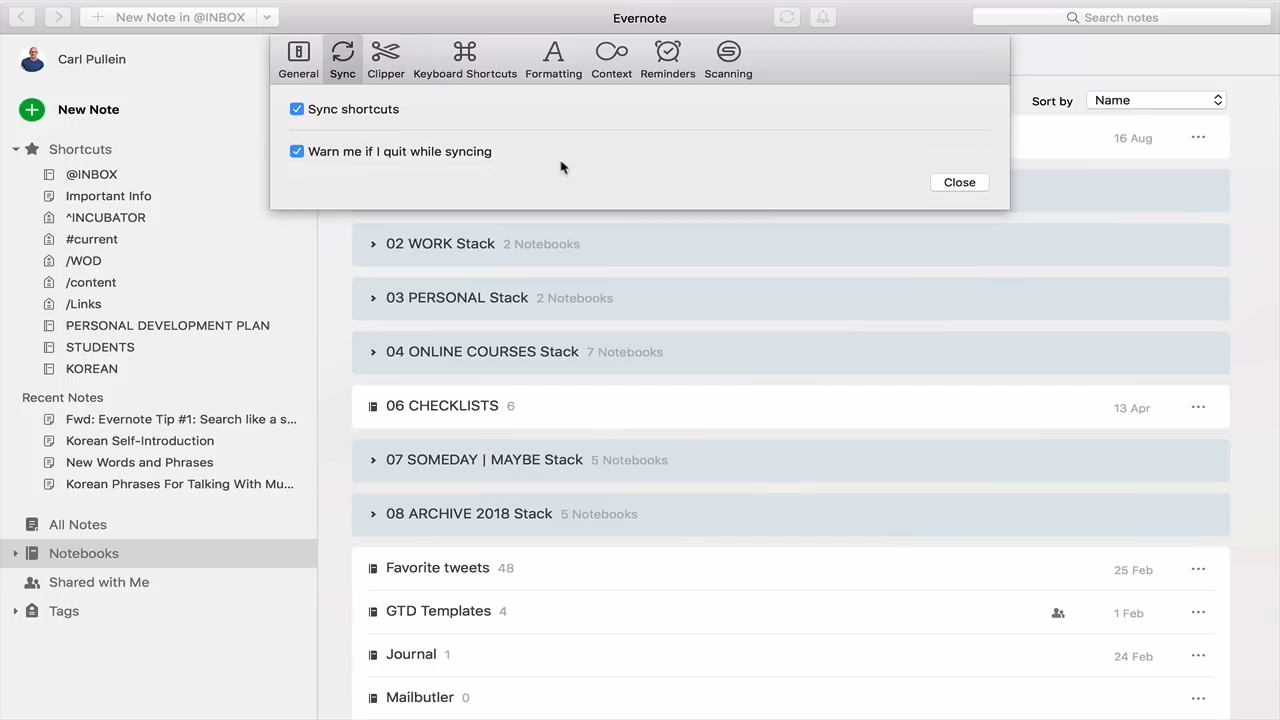 New Note in @INBOX
Evernote
Search notes
Carl Pullein
New Note
Shortcuts
@INBOX
Important Info
^INCUBATOR
#current
/WOD
/content
/Links
PERSONAL DEVELOPMENT PLAN
STUDENTS
KOREAN
Recent Notes
Fwd: Evernote Tip #1: Search like a s...
Korean Self-Introduction
New Words and Phrases
Korean Phrases For Talking With Mu...
All Notes
Notebooks
Shared with Me
Tags
General Sync Clipper Keyboard Shortcuts Formatting Context Reminders Scanning
Sync shortcuts
Warn me if I quit while syncing
Close
Sort by Name
16 Aug
02 WORK Stack 2 Notebooks
03 PERSONAL Stack 2 Notebooks
04 ONLINE COURSES Stack 7 Notebooks
06 CHECKLISTS 6 13 Apr
07 SOMEDAY | MAYBE Stack 5 Notebooks
08 ARCHIVE 2018 Stack 5 Notebooks
Favorite tweets 48 25 Feb
GTD Templates 4 1 Feb
Journal 1 24 Feb
Mailbutler 0